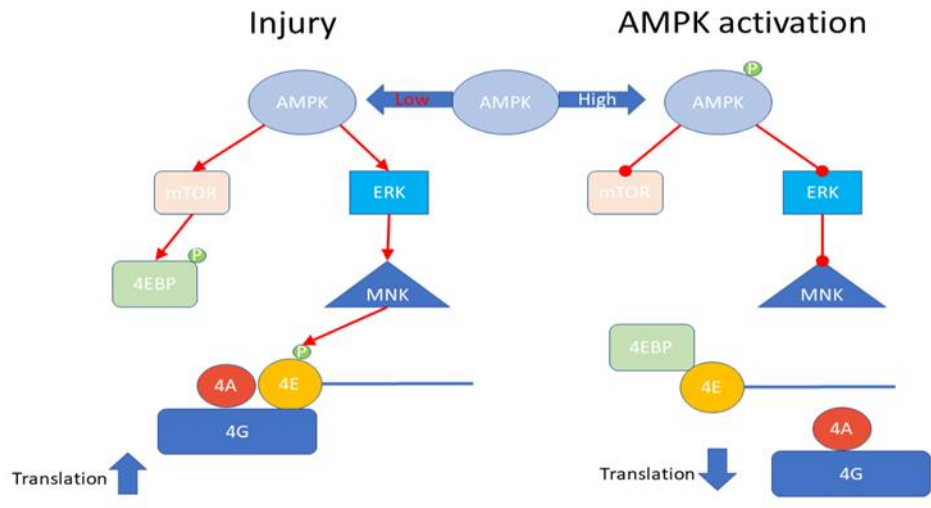 Injury
AMPK activation
AMPK
Low
AMPK
High
AMPK
P
mTOR
ERK
mTOR
ERK
4EBP
P
MNK
MNK
P
4EBP
4A
4E
4E
4G
4A
4G
Translation
Translation